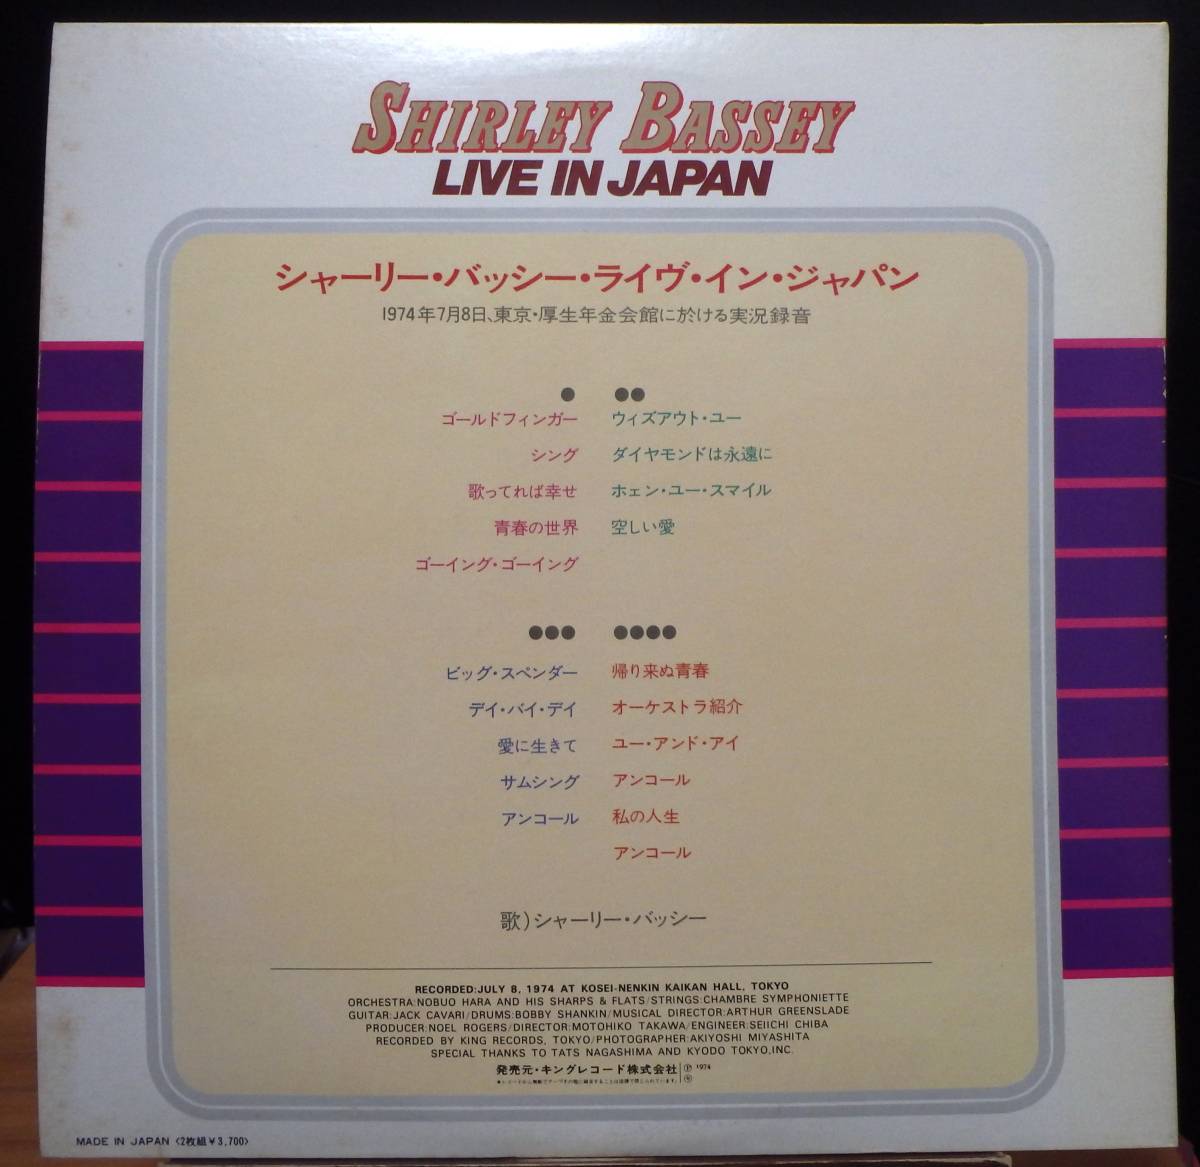 SHIRLEY BASSEY
LIVE IN JAPAN
シャーリー・バッシー・ライヴ・イン・ジャパン
1974年7月8日、東京・厚生年金会館に於ける実況録音
●
ゴールドフィンガー
シング
歌ってれば幸せ
青春の世界
ゴーイング・ゴーイング
●●
ウィズアウト・ユー
ダイヤモンドは永遠に
ホェン・ユー・スマイル
空しい愛
●●●
ビッグ・スペンダー
デイ・バイ・デイ
愛に生きて
サムシング
アンコール
●●●●
帰り来ぬ青春
オーケストラ紹介
ユー・アンド・アイ
アンコール
私の人生
アンコール
歌)シャーリー・バッシー
RECORDED:JULY 8, 1974 AT KOSEI-NENKIN KAIKAN HALL, TOKYO
ORCHESTRA:NOBUO HARA AND HIS SHARPS & FLATS/STRINGS:CHAMBRE SYMPHONIETTE
GUITAR:JACK CAVARI/DRUMS:BOBBY SHANKIN/MUSICAL DIRECTOR:ARTHUR GREENSLADE
PRODUCER:NOEL ROGERS/DIRECTOR:MOTOHIKO TAKAWA/ENGINEER:SEIICHI CHIBA
RECORDED BY KING RECORDS, TOKYO/PHOTOGRAPHER:AKIYOSHI MIYASHITA
SPECIAL THANKS TO TATS NAGASHIMA AND KYODO TOKYO,INC.
発売元・キングレコード株式会社 ℗ 1974
MADE IN JAPAN <2枚組¥3,700>